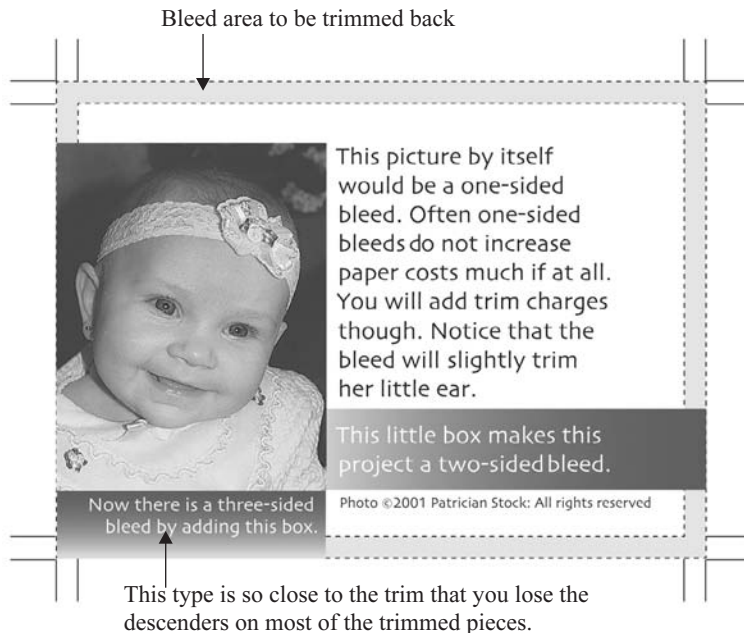 Bleed area to be trimmed back
This picture by itself
would be a one-sided
bleed. Often one-sided
bleeds do not increase
paper costs much if at all.
You will add trim charges
though. Notice that the
bleed will slightly trim
her little ear.
This little box makes this
project a two-sided bleed.
Now there is a three-sided
bleed by adding this box.
Photo ©2001 Patrician Stock: All rights reserved
This type is so close to the trim that you lose the
descenders on most of the trimmed pieces.